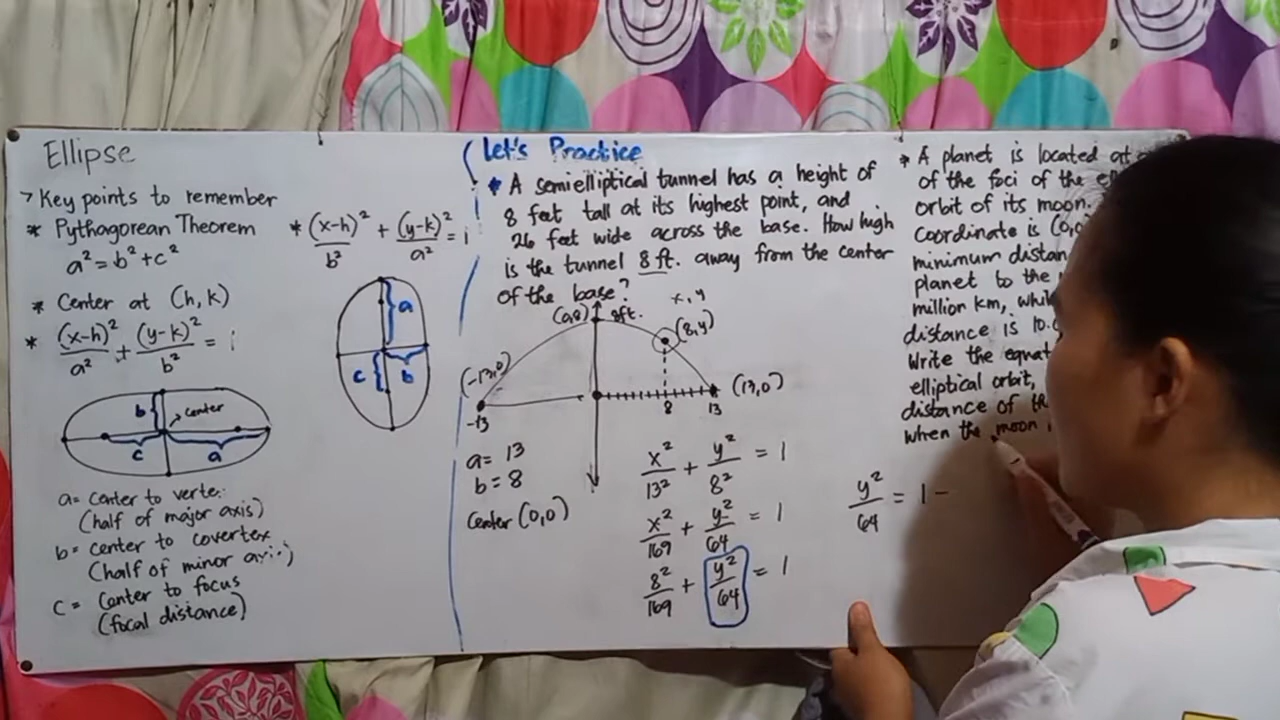 Ellipse
> Key points to remember
* Pythagorean Theorem
a² = b² + c²
* Center at (h, k)
* (x-h)²/a² + (y-k)²/b² = 1
b
center
c
a
a = center to verte
(half of major axis)
b = center to covertex
(half of minor axis)
c = center to focus
(focal distance)
* (x-h)²/b² + (y-k)²/a² = 1
a
c
b
Let's Practice
* A semielliptical tunnel has a height of
8 feet tall at its highest point, and
26 feet wide across the base. How high
is the tunnel 8 ft. away from the center
of the base?
x, y
(0,8)
8ft.
(8,y)
(-13,0)
(13,0)
-13
8
13
a = 13
b = 8
Center (0,0)
x²/13² + y²/8² = 1
x²/169 + y²/64 = 1
8²/169 + y²/64 = 1
* A planet is located at
of the foci of the
orbit of its moon.
Coordinate is (0,0
minimum distan
planet to the
million km, whil
distance is 10.
Write the equat
elliptical orbit,
distance of th
when the moon
y²/64 = 1 -